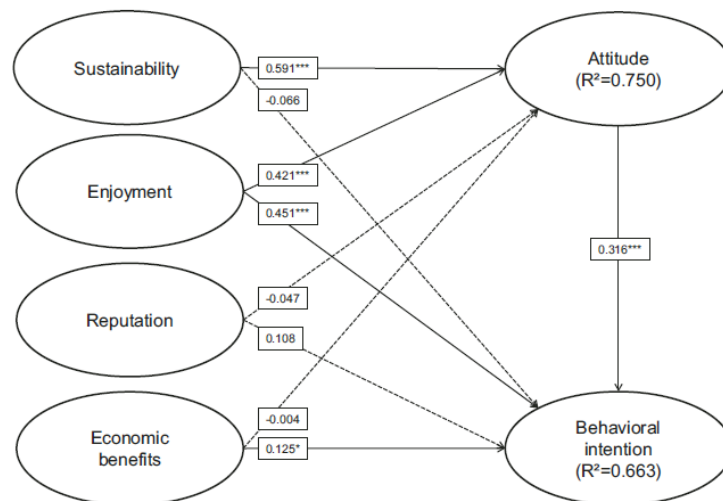 Sustainability
0.591***
-0.066
Attitude
(R²=0.750)
Enjoyment
0.421***
0.451***
0.316***
Reputation
-0.047
0.108
Economic
benefits
-0.004
0.125*
Behavioral
intention
(R²=0.663)